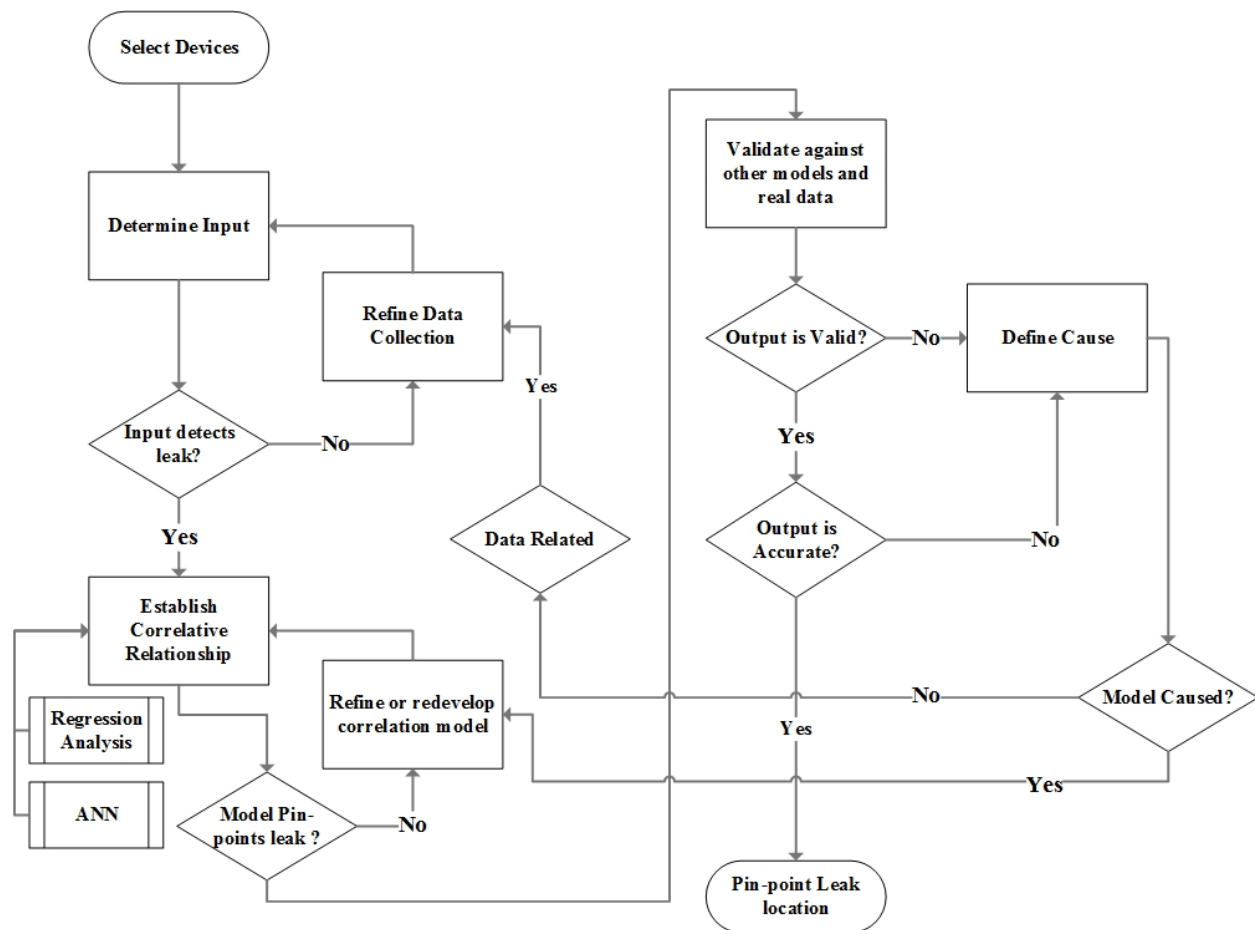 Select Devices
Determine Input
Refine Data
Collection
Input detects
leak?
No
Yes
Yes
Data Related
Establish
Correlative
Relationship
Regression
Analysis
ANN
Refine or redevelop
correlation model
Model Pin-
points leak ?
No
Validate against
other models and
real data
Output is Valid?
No
Define Cause
Yes
Output is
Accurate?
No
No
Model Caused?
Yes
Yes
Pin-point Leak
location